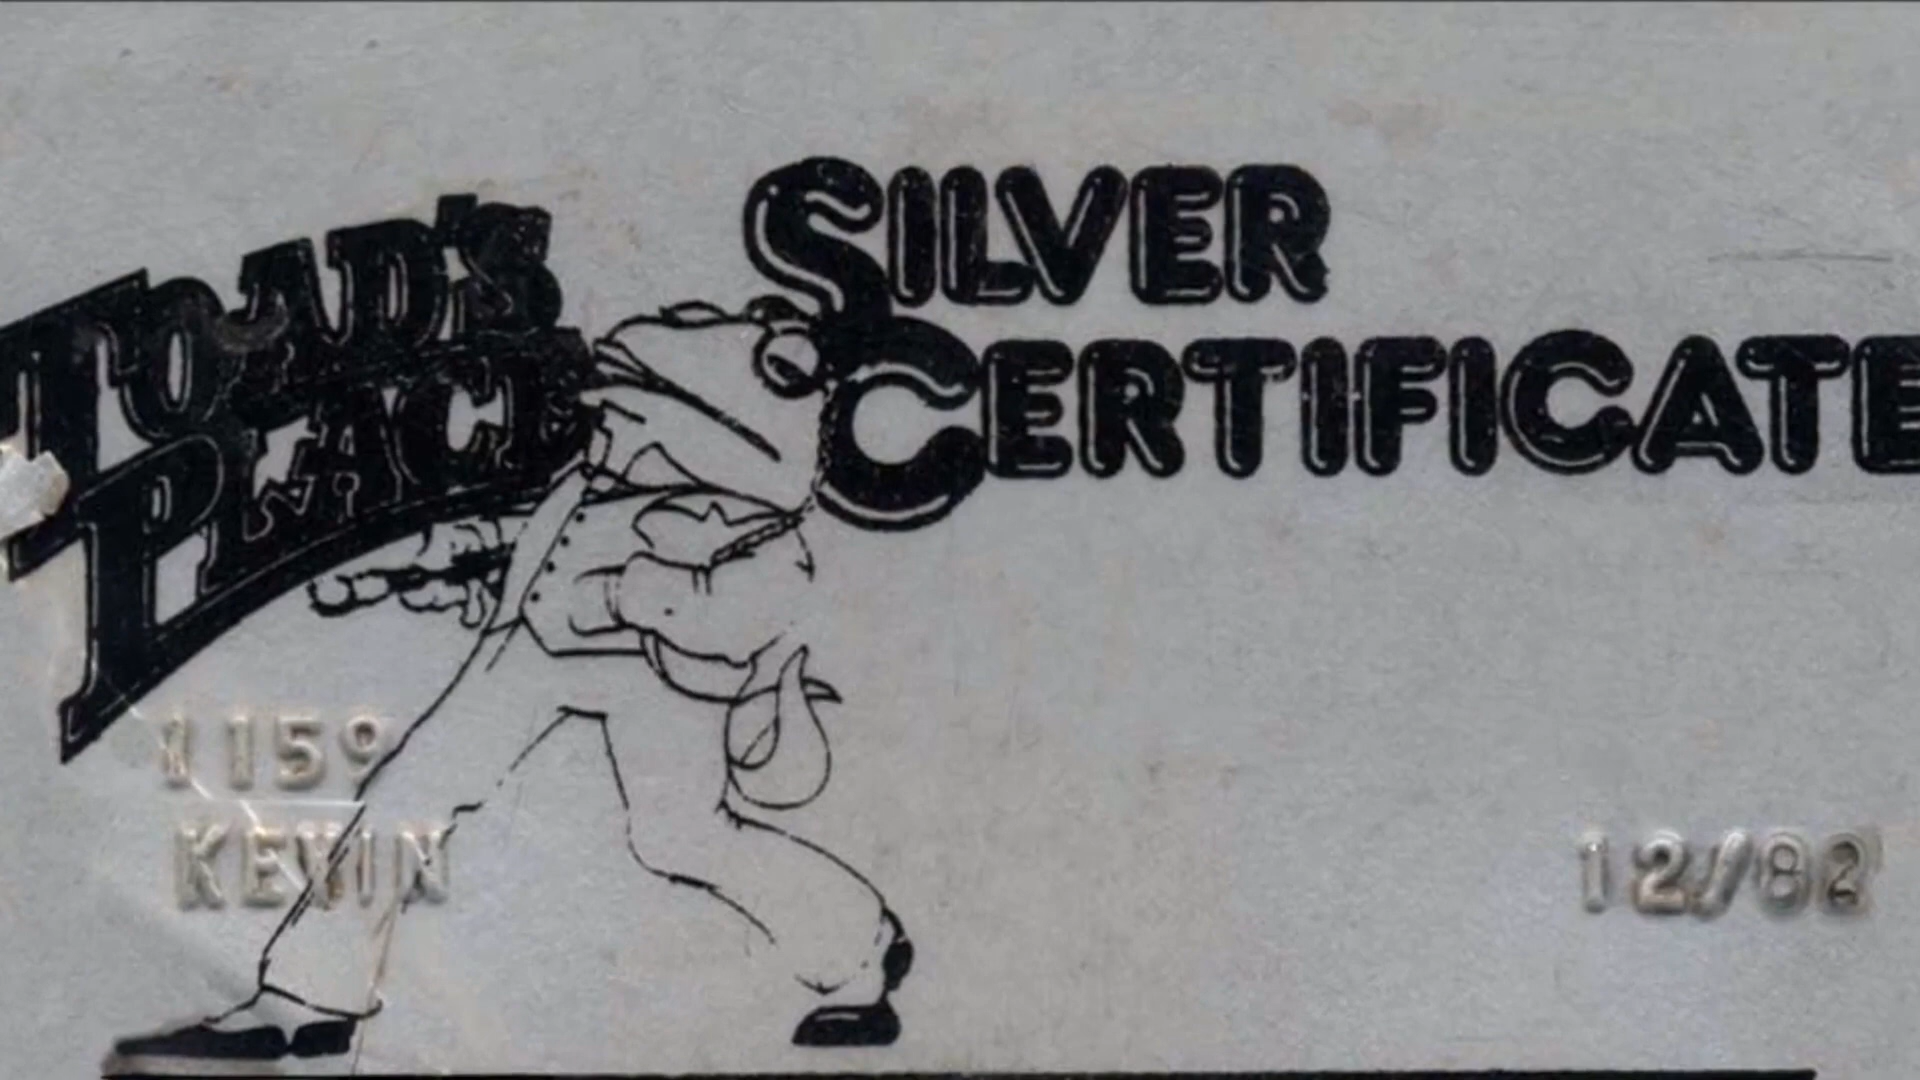 TOAD'S
PLACE
SILVER
CERTIFICATE
1159
KEVIN
12/82